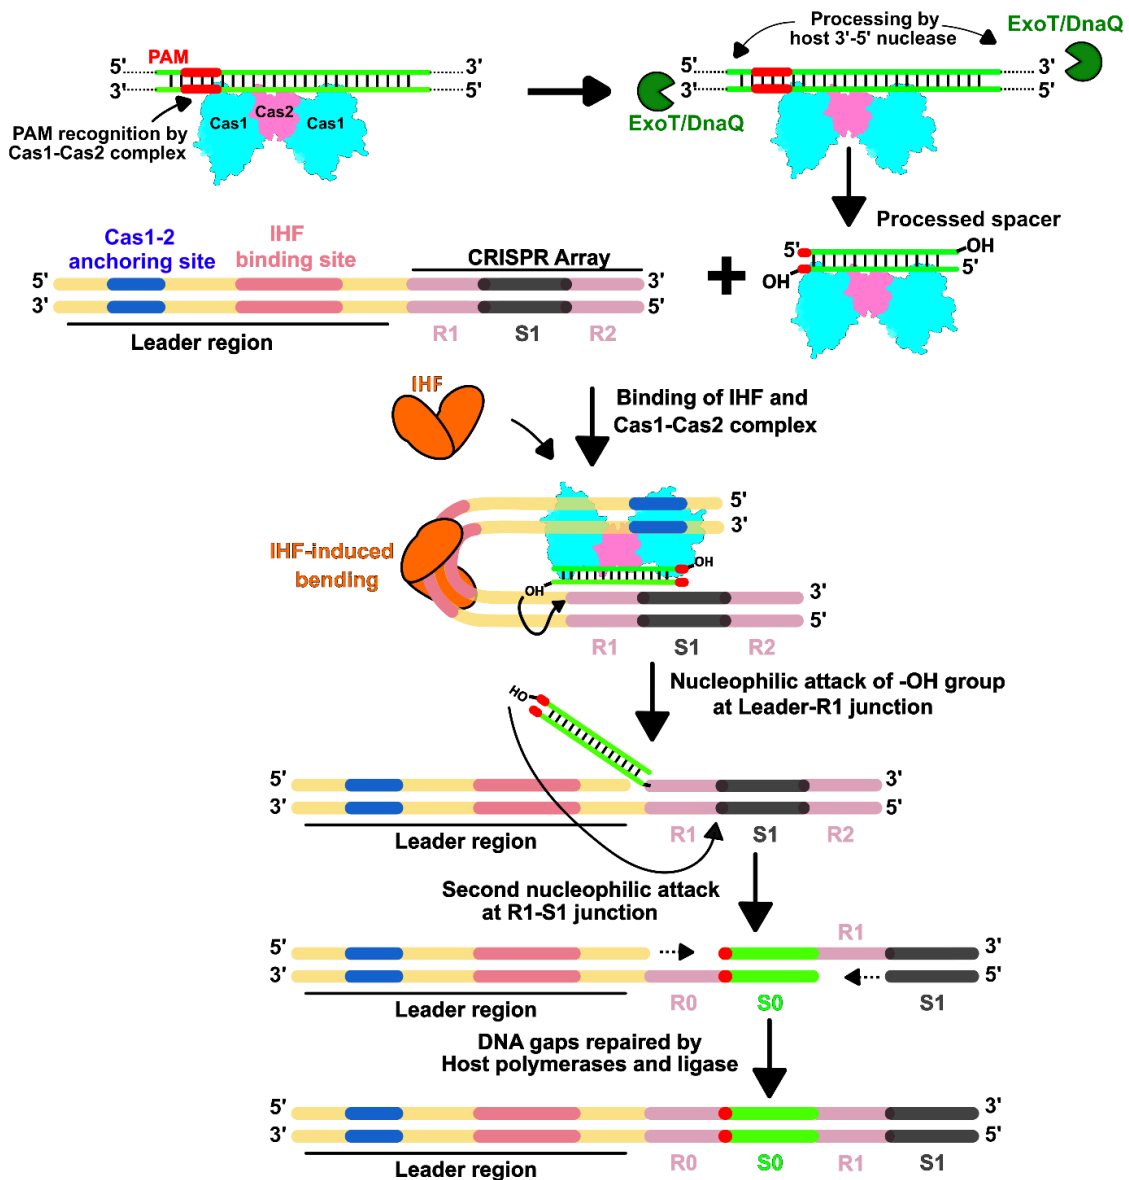 PAM
5'
3'
3'
5'
Cas1
Cas2
Cas1
PAM recognition by
Cas1-Cas2 complex
Processing by
host 3'-5' nuclease
ExoT/DnaQ
5'
3'
3'
5'
ExoT/DnaQ
Processed spacer
5'
OH
OH
5'
Cas1-2
anchoring site
IHF
binding site
CRISPR Array
5'
3'
3'
5'
Leader region
R1
S1
R2
IHF
Binding of IHF and
Cas1-Cas2 complex
5'
3'
IHF-induced
bending
OH
OH
3'
5'
R1
S1
R2
Nucleophilic attack of -OH group
at Leader-R1 junction
HO
5'
3'
3'
5'
Leader region
R1
S1
R2
Second nucleophilic attack
at R1-S1 junction
R1
5'
3'
3'
5'
Leader region
R0
S0
S1
DNA gaps repaired by
Host polymerases and ligase
5'
3'
3'
5'
Leader region
R0
S0
R1
S1